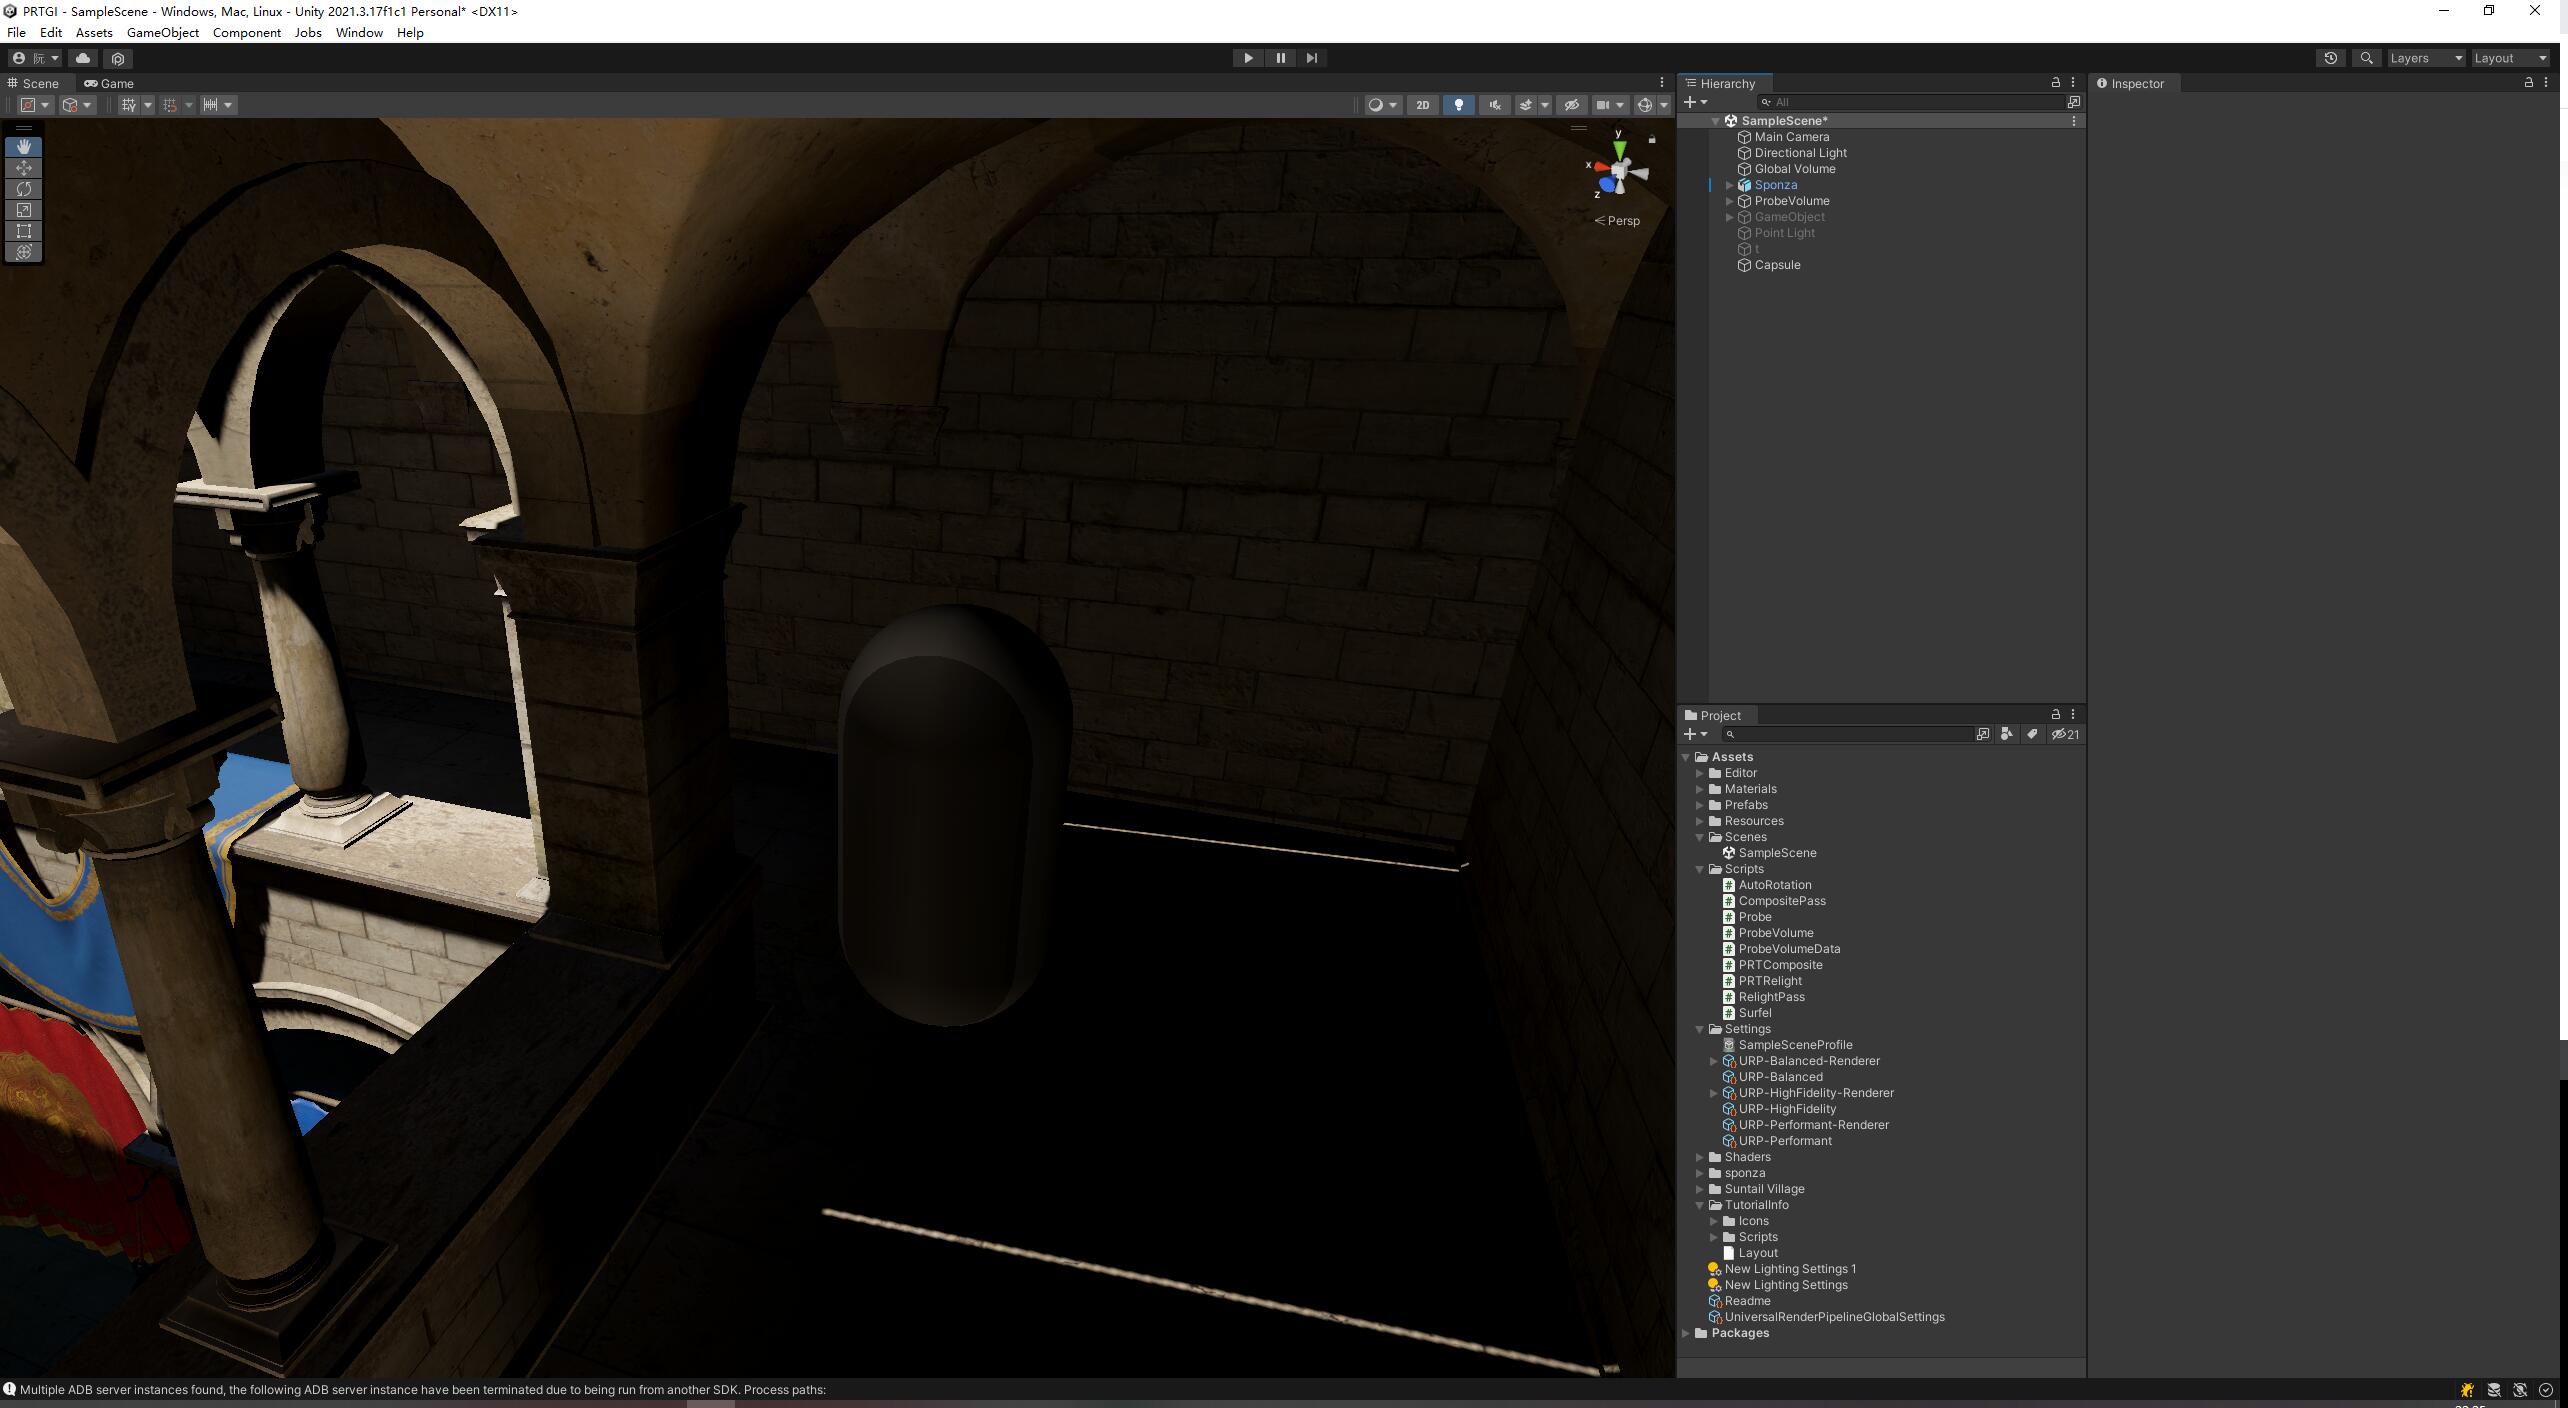 PRTGI - SampleScene - Windows, Mac, Linux - Unity 2021.3.17f1c1 Personal* <DX11>
File Edit Assets GameObject Component Jobs Window Help
阮
Layers
Layout
Scene
Game
2D
y
x
z
Persp
Hierarchy
All
SampleScene*
Main Camera
Directional Light
Global Volume
Sponza
ProbeVolume
GameObject
Point Light
t
Capsule
Inspector
Project
21
Assets
Editor
Materials
Prefabs
Resources
Scenes
SampleScene
Scripts
AutoRotation
CompositePass
Probe
ProbeVolume
ProbeVolumeData
PRTComposite
PRTRelight
RelightPass
Surfel
Settings
SampleSceneProfile
URP-Balanced-Renderer
URP-Balanced
URP-HighFidelity-Renderer
URP-HighFidelity
URP-Performant-Renderer
URP-Performant
Shaders
sponza
Suntail Village
TutorialInfo
Icons
Scripts
Layout
New Lighting Settings 1
New Lighting Settings
Readme
UniversalRenderPipelineGlobalSettings
Packages
Multiple ADB server instances found, the following ADB server instance have been terminated due to being run from another SDK. Process paths: